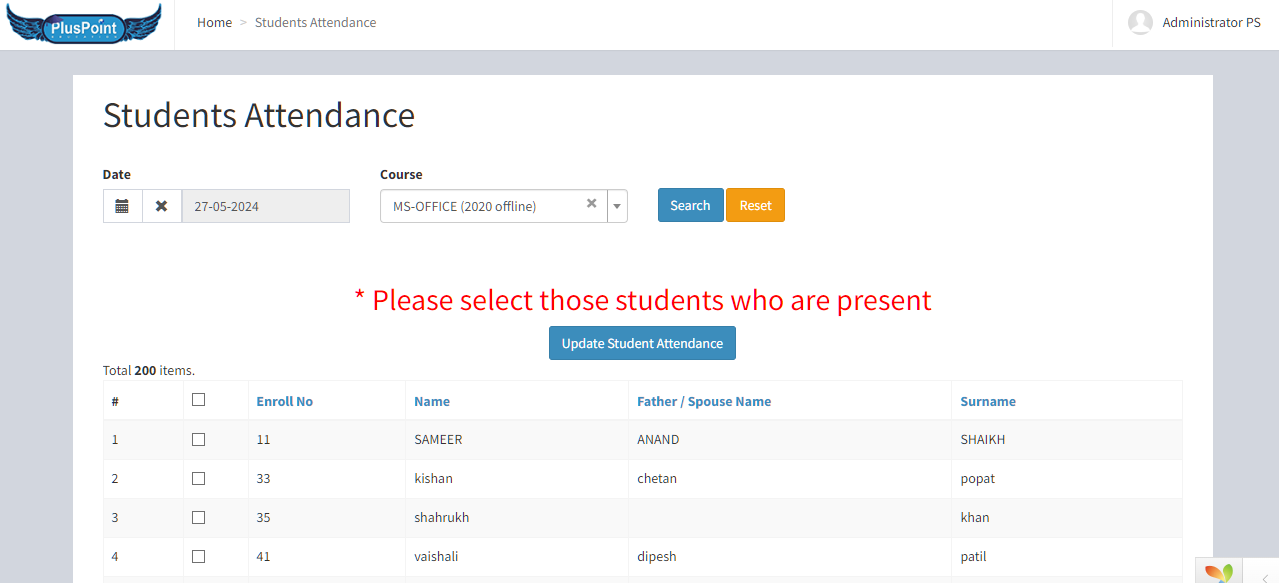 PlusPoint
Home > Students Attendance
Administrator PS
Students Attendance
Date
Course
27-05-2024
MS-OFFICE (2020 offline)
Search
Reset
* Please select those students who are present
Update Student Attendance
Total 200 items.
# Enroll No Name Father / Spouse Name Surname
1 11 SAMEER ANAND SHAIKH
2 33 kishan chetan popat
3 35 shahrukh khan
4 41 vaishali dipesh patil